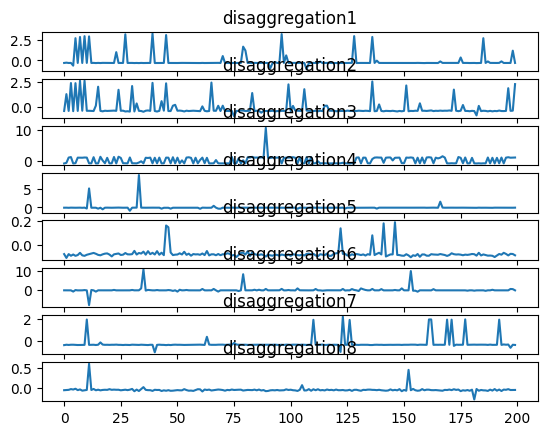 disaggregation1
2.5
0.0
disaggregation2
2.5
0.0
disaggregation3
10
0
disaggregation4
5
0
disaggregation5
0.2
0.0
disaggregation6
10
0
disaggregation7
2
0
disaggregation8
0.5
0.0
0 25 50 75 100 125 150 175 200